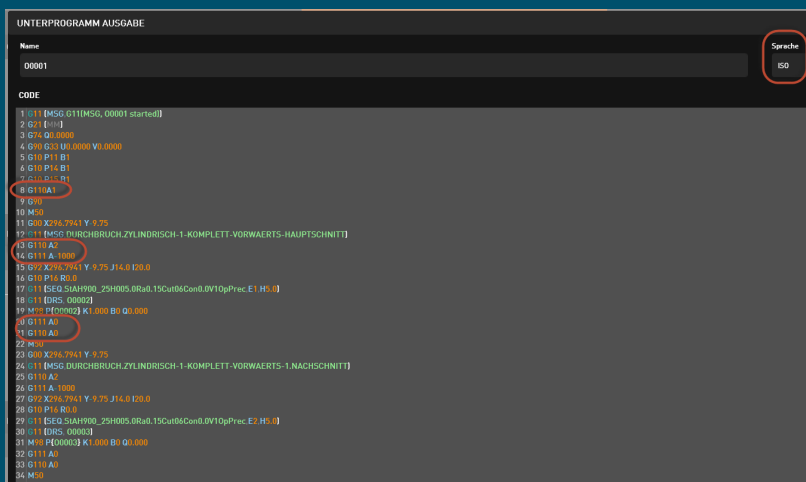 UNTERPROGRAMM AUSGABE
Name
Sprache
O0001
ISO
CODE
1 G11 (MSG.G11[MSG, O0001 started])
2 G21 (MM)
3 G74 Q0.0000
4 G90 G33 U0.0000 V0.0000
5 G10 P11 B1
6 G10 P14 B1
7 G10 P15 B1
8 G110A1
9 G90
10 M50
11 G00 X296.7941 Y-9.75
12 G11 (MSG.DURCHBRUCH.ZYLINDRISCH-1-KOMPLETT-VORWAERTS-HAUPTSCHNITT)
13 G110 A2
14 G111 A-1000
15 G92 X296.7941 Y-9.75 J14.0 I20.0
16 G10 P16 R0.0
17 G11 (SEQ.StAH900_25H005.0Ra0.15Cut06Con0.0V1OpPrec,E1,H5.0)
18 G11 (DRS, O0002)
19 M98 P(O0002) K1.000 B0 Q0.000
20 G111 A0
21 G110 A0
22 M50
23 G00 X296.7941 Y-9.75
24 G11 (MSG.DURCHBRUCH.ZYLINDRISCH-1-KOMPLETT-VORWAERTS-1.NACHSCHNITT)
25 G110 A2
26 G111 A-1000
27 G92 X296.7941 Y-9.75 J14.0 I20.0
28 G10 P16 R0.0
29 G11 (SEQ.StAH900_25H005.0Ra0.15Cut06Con0.0V1OpPrec,E2,H5.0)
30 G11 (DRS, O0003)
31 M98 P(O0003) K1.000 B0 Q0.000
32 G111 A0
33 G110 A0
34 M50